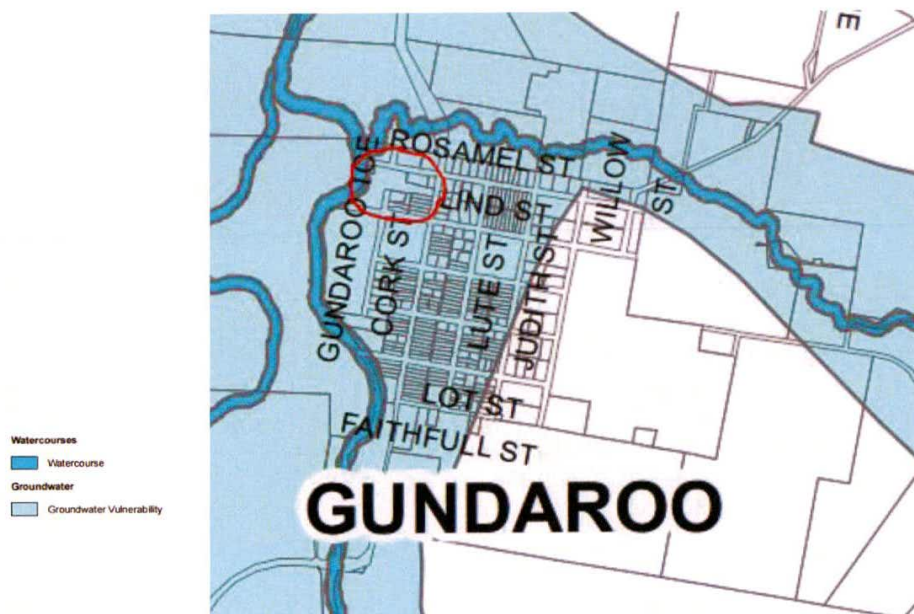 E
ROSAMEL ST
LIND ST
WILLOW
ST
GUNDAROO
CORK ST
LUTE ST
JUDITH ST
LOT ST
FAITHFULL ST
GUNDAROO
Watercourses
Watercourse
Groundwater
Groundwater Vulnerability